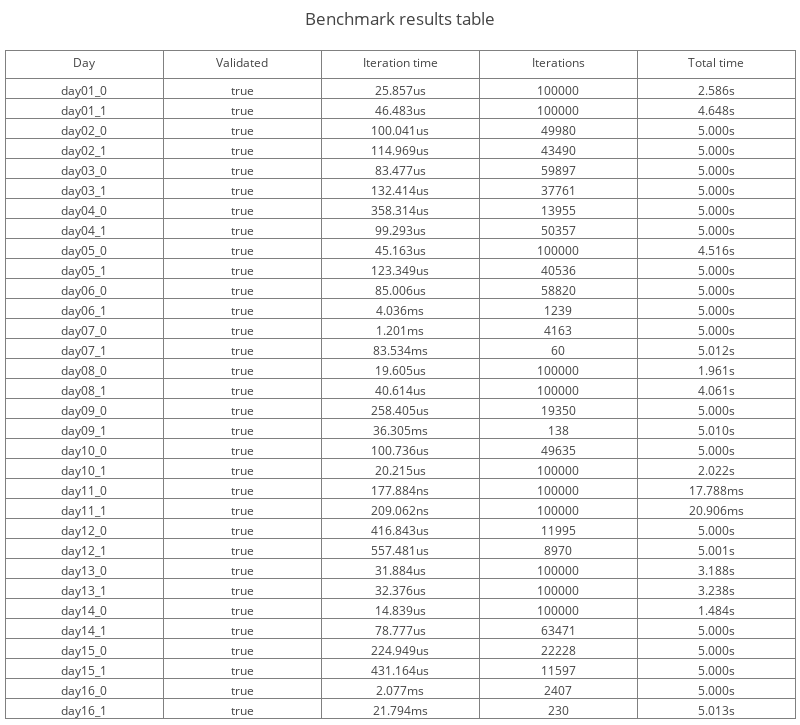 Benchmark results table
Day Validated Iteration time Iterations Total time
day01_0 true 25.857us 100000 2.586s
day01_1 true 46.483us 100000 4.648s
day02_0 true 100.041us 49980 5.000s
day02_1 true 114.969us 43490 5.000s
day03_0 true 83.477us 59897 5.000s
day03_1 true 132.414us 37761 5.000s
day04_0 true 358.314us 13955 5.000s
day04_1 true 99.293us 50357 5.000s
day05_0 true 45.163us 100000 4.516s
day05_1 true 123.349us 40536 5.000s
day06_0 true 85.006us 58820 5.000s
day06_1 true 4.036ms 1239 5.000s
day07_0 true 1.201ms 4163 5.000s
day07_1 true 83.534ms 60 5.012s
day08_0 true 19.605us 100000 1.961s
day08_1 true 40.614us 100000 4.061s
day09_0 true 258.405us 19350 5.000s
day09_1 true 36.305ms 138 5.010s
day10_0 true 100.736us 49635 5.000s
day10_1 true 20.215us 100000 2.022s
day11_0 true 177.884ns 100000 17.788ms
day11_1 true 209.062ns 100000 20.906ms
day12_0 true 416.843us 11995 5.000s
day12_1 true 557.481us 8970 5.001s
day13_0 true 31.884us 100000 3.188s
day13_1 true 32.376us 100000 3.238s
day14_0 true 14.839us 100000 1.484s
day14_1 true 78.777us 63471 5.000s
day15_0 true 224.949us 22228 5.000s
day15_1 true 431.164us 11597 5.000s
day16_0 true 2.077ms 2407 5.000s
day16_1 true 21.794ms 230 5.013s